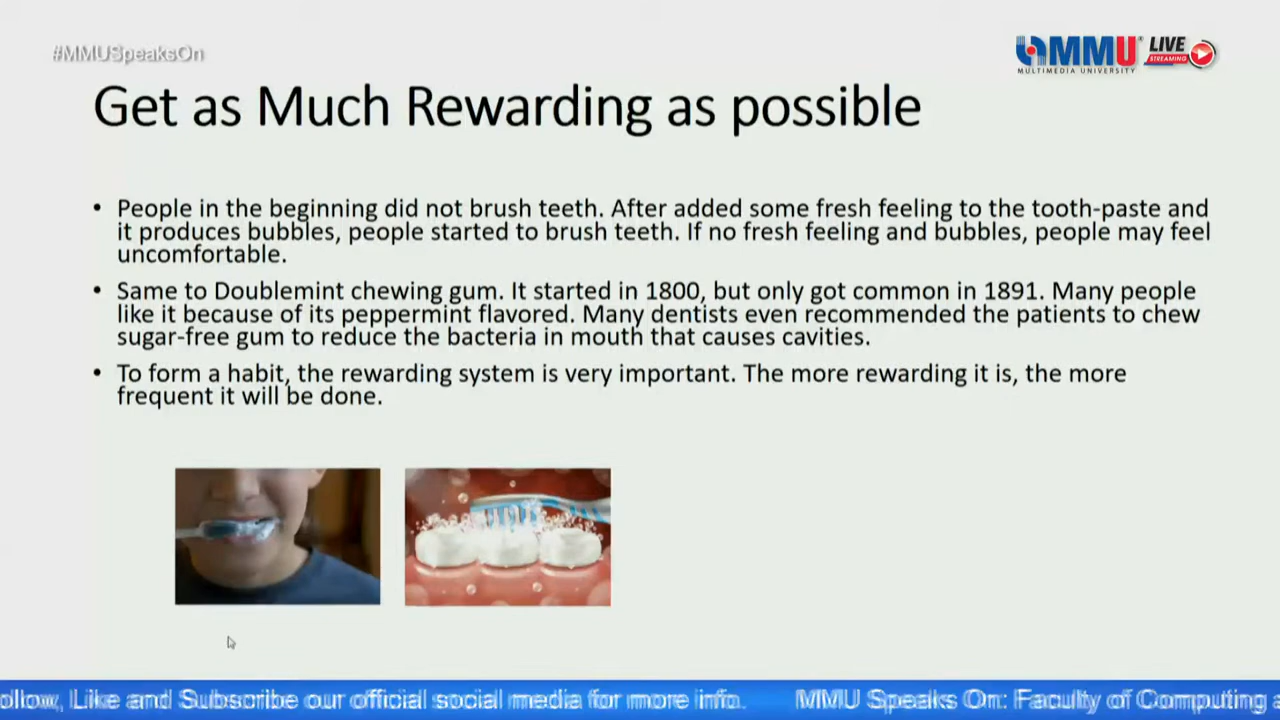 #MMUSpeaksOn
MMU
MULTIMEDIA UNIVERSITY
LIVE
STREAMING
Get as Much Rewarding as possible
• People in the beginning did not brush teeth. After added some fresh feeling to the tooth-paste and
it produces bubbles, people started to brush teeth. If no fresh feeling and bubbles, people may feel
uncomfortable.
• Same to Doublemint chewing gum. It started in 1800, but only got common in 1891. Many people
like it because of its peppermint flavored. Many dentists even recommended the patients to chew
sugar-free gum to reduce the bacteria in mouth that causes cavities.
• To form a habit, the rewarding system is very important. The more rewarding it is, the more
frequent it will be done.
ollow, Like and Subscribe our official social media for more info. MMU Speaks On: Faculty of Computing a